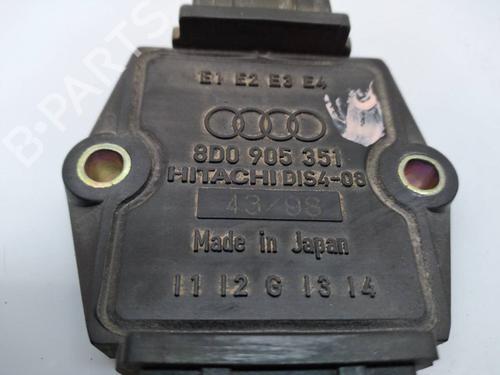 B-PARTS
E1 E2 E3 E4
8D0 905 351
HITACHI DIS4-08
43/98
Made in Japan
I1 I2 G I3 I4